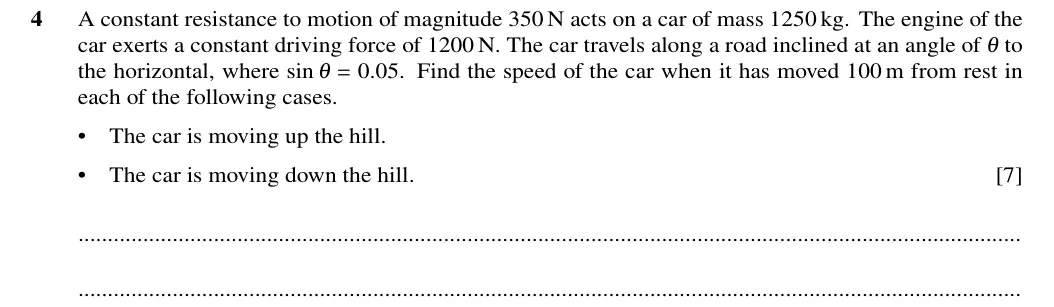 4 A constant resistance to motion of magnitude 350 N acts on a car of mass 1250 kg. The engine of the
car exerts a constant driving force of 1200 N. The car travels along a road inclined at an angle of θ to
the horizontal, where sin θ = 0.05. Find the speed of the car when it has moved 100 m from rest in
each of the following cases.
• The car is moving up the hill.
• The car is moving down the hill. [7]